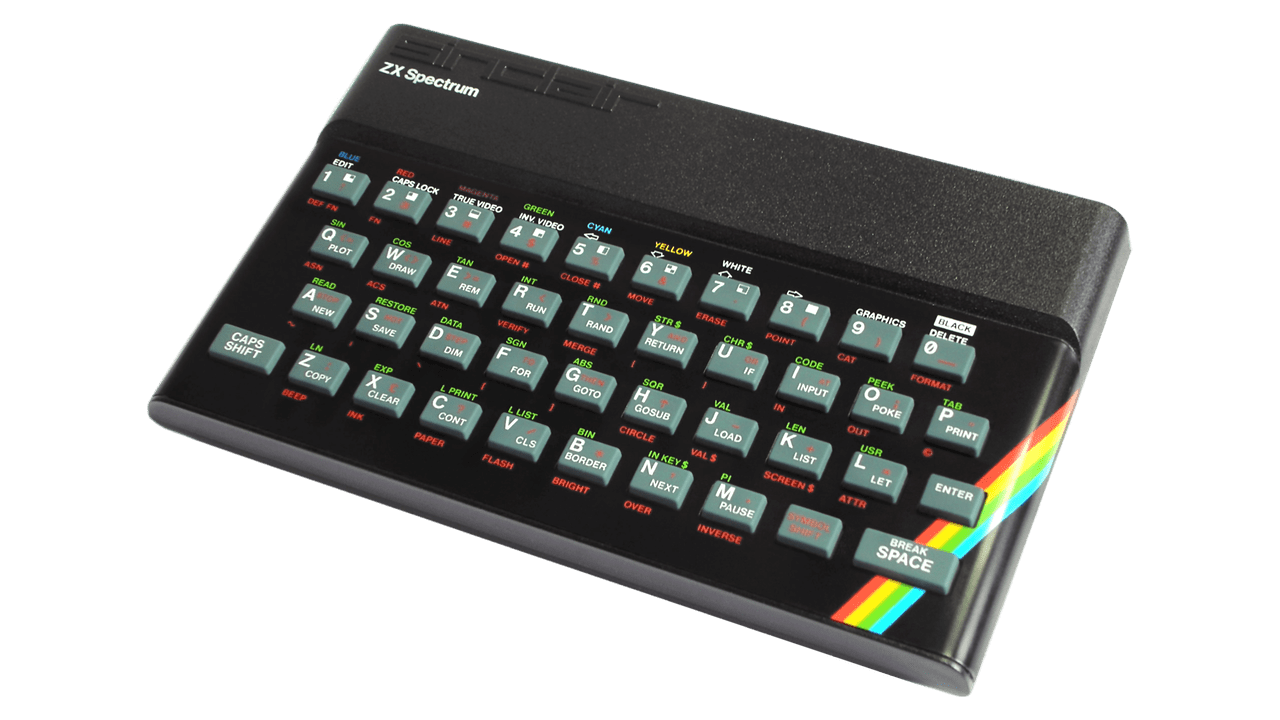 sinclair
ZX Spectrum
BLUE RED MAGENTA GREEN CYAN YELLOW WHITE BLACK
EDIT CAPS LOCK TRUE VIDEO INV. VIDEO GRAPHICS DELETE
1 2 3 4 5 6 7 8 9 0
DEF FN FN LINE OPEN # CLOSE # MOVE ERASE POINT CAT FORMAT
SIN COS TAN INT RND STR $ CHR $ CODE PEEK TAB
Q W E R T Y U I O P
PLOT DRAW REM RUN RAND RETURN IF INPUT POKE PRINT
ASN ACS ATN VERIFY MERGE [ ] IN OUT ©
READ RESTORE DATA SGN ABS SQR VAL LEN USR
A S D F G H J K L ENTER
NEW SAVE DIM FOR GOTO GOSUB LOAD LIST LET
~ | \ { } CIRCLE VAL $ SCREEN $ ATTR
LN EXP L PRINT L LIST BIN IN KEY $ PI
CAPS SHIFT Z X C V B N M SYMBOL SHIFT BREAK SPACE
COPY CLEAR CONT CLS BORDER NEXT PAUSE
BEEP INK PAPER FLASH BRIGHT OVER INVERSE